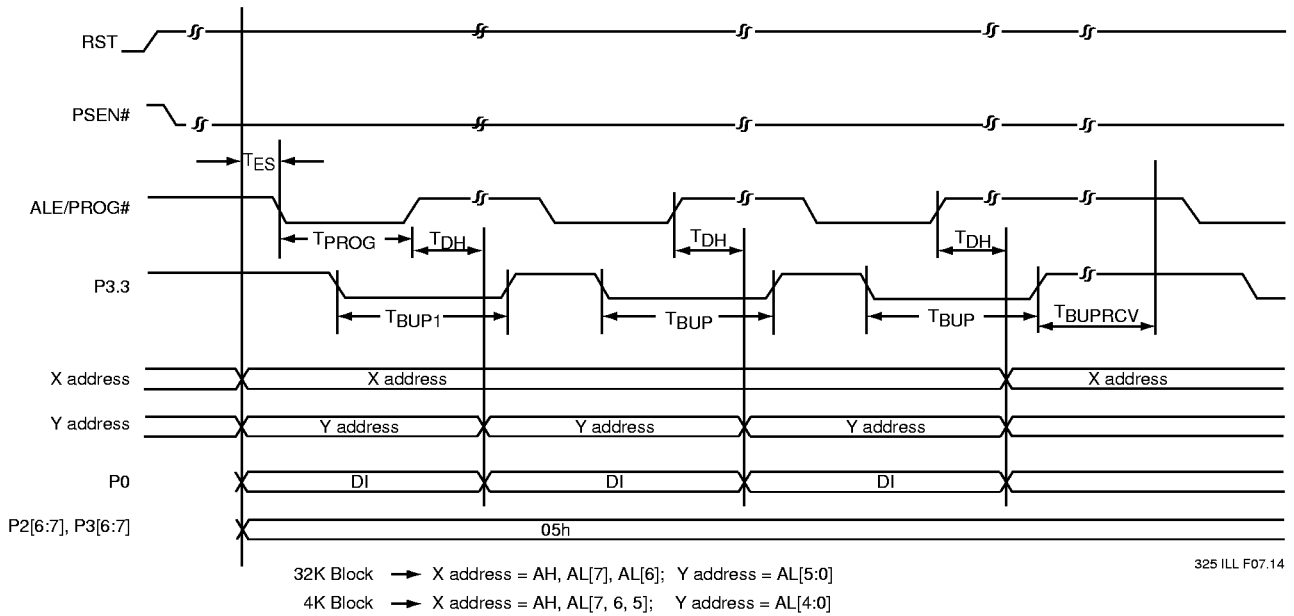 RST
PSEN#
TES
ALE/PROG#
TPROG
TDH
TDH
TDH
P3.3
TBUP1
TBUP
TBUP
TBUPRCV
X address
X address
X address
Y address
Y address
Y address
Y address
P0
DI
DI
DI
P2[6:7], P3[6:7]
05h
325 ILL F07.14
32K Block → X address = AH, AL[7], AL[6]; Y address = AL[5:0]
4K Block → X address = AH, AL[7, 6, 5]; Y address = AL[4:0]